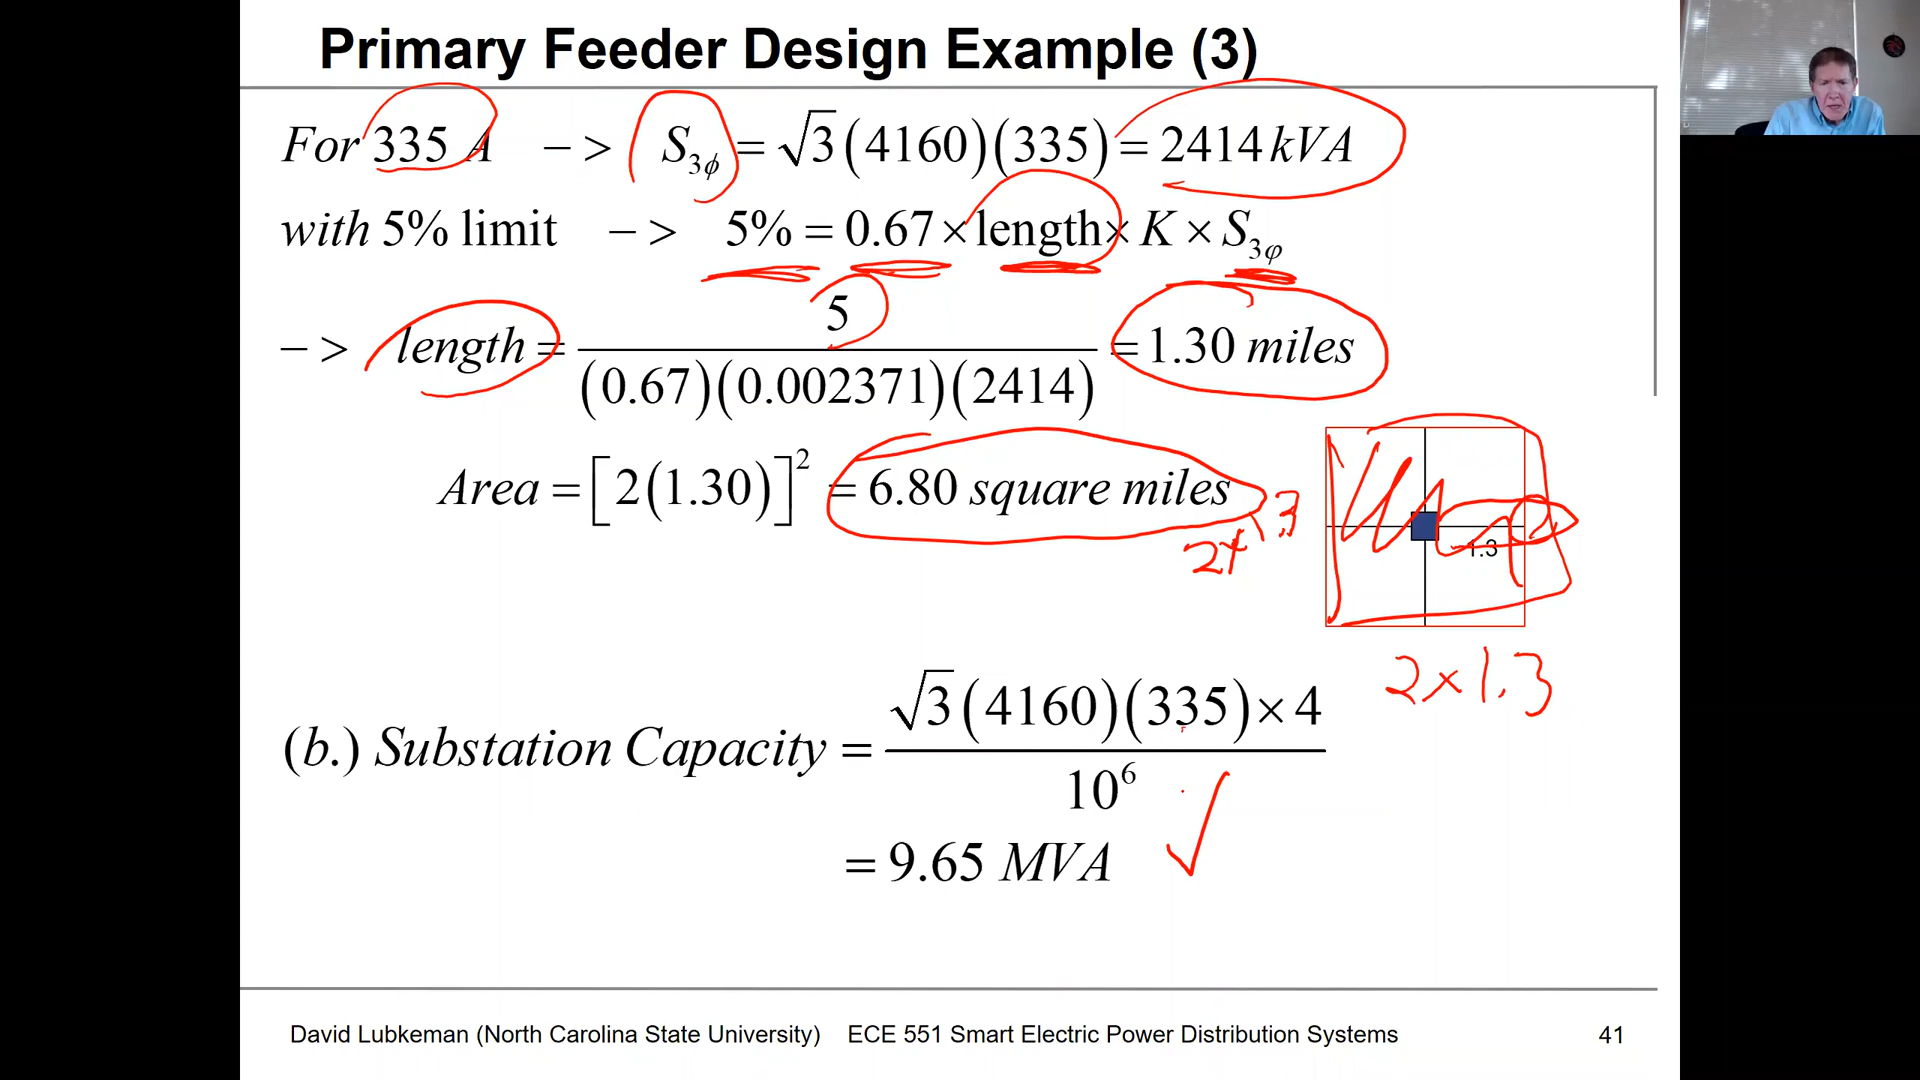 Primary Feeder Design Example (3)
For 335 A −> S3ϕ = √3(4160)(335) = 2414 kVA
with 5% limit −> 5% = 0.67 × length × K × S3φ
−> length = 5 / (0.67)(0.002371)(2414) = 1.30 miles
Area = [2(1.30)]² = 6.80 square miles
2x1.3
1.3
2x1.3
(b.) Substation Capacity = √3(4160)(335)×4 / 10⁶
= 9.65 MVA
David Lubkeman (North Carolina State University) ECE 551 Smart Electric Power Distribution Systems 41